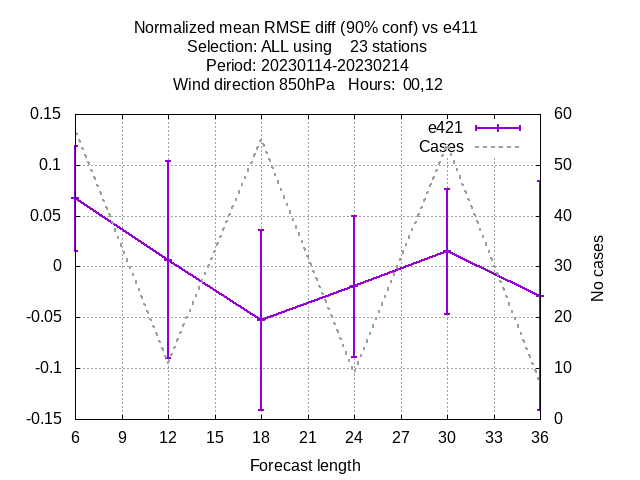 Normalized mean RMSE diff (90% conf) vs e411
Selection: ALL using    23 stations
Period: 20230114-20230214
Wind direction 850hPa   Hours:  00,12
e421
Cases
0.15
0.1
0.05
0
-0.05
-0.1
-0.15
60
50
40
30
20
10
0
No cases
6 9 12 15 18 21 24 27 30 33 36
Forecast length